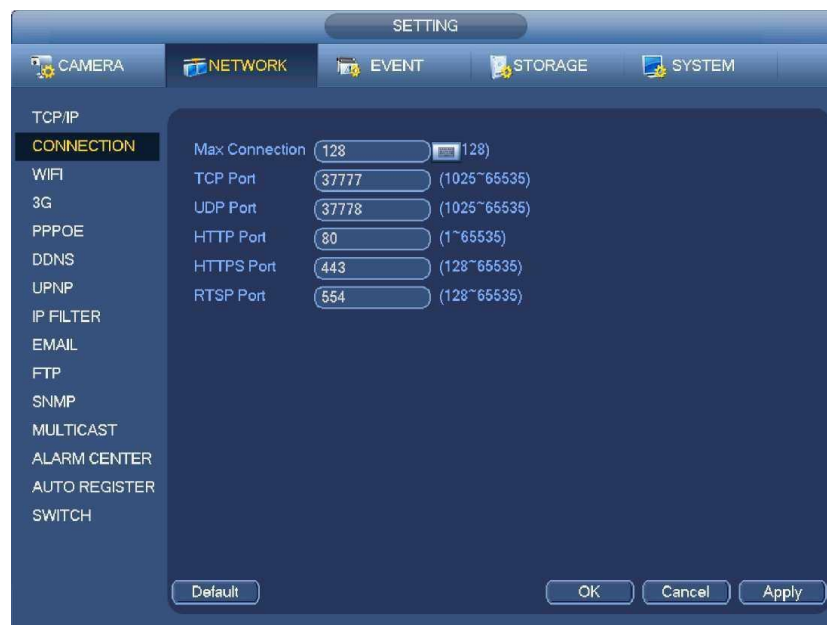 SETTING
CAMERA NETWORK EVENT STORAGE SYSTEM
TCP/IP
CONNECTION
WIFI
3G
PPPOE
DDNS
UPNP
IP FILTER
EMAIL
FTP
SNMP
MULTICAST
ALARM CENTER
AUTO REGISTER
SWITCH
Max Connection 128 128)
TCP Port 37777 (1025~65535)
UDP Port 37778 (1025~65535)
HTTP Port 80 (1~65535)
HTTPS Port 443 (128~65535)
RTSP Port 554 (128~65535)
Default OK Cancel Apply